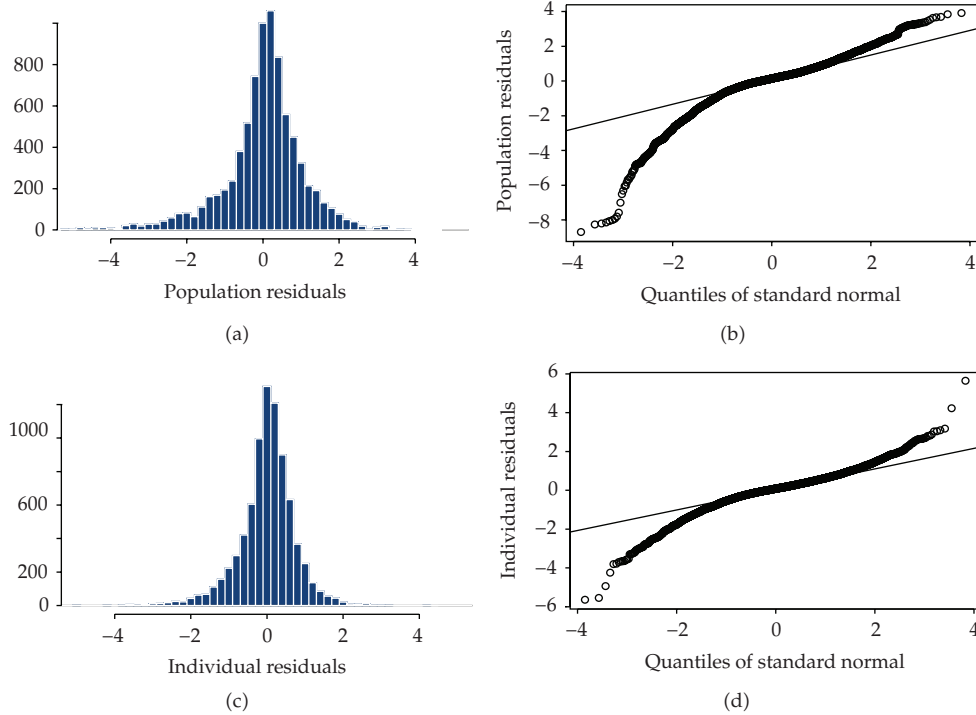 800
600
400
200
0
−4 −2 0 2 4
Population residuals
(a)
4
2
0
−2
−4
−6
−8
Population residuals
−4 −2 0 2 4
Quantiles of standard normal
(b)
1000
600
200
0
−4 −2 0 2 4
Individual residuals
(c)
6
4
2
0
−2
−4
−6
Individual residuals
−4 −2 0 2 4
Quantiles of standard normal
(d)